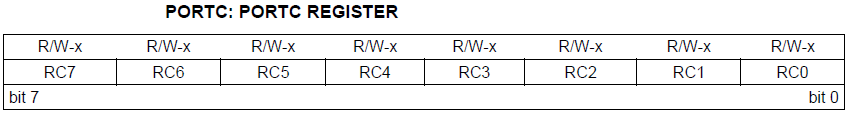 PORTC: PORTC REGISTER
R/W-x R/W-x R/W-x R/W-x R/W-x R/W-x R/W-x R/W-x
RC7 RC6 RC5 RC4 RC3 RC2 RC1 RC0
bit 7 bit 0